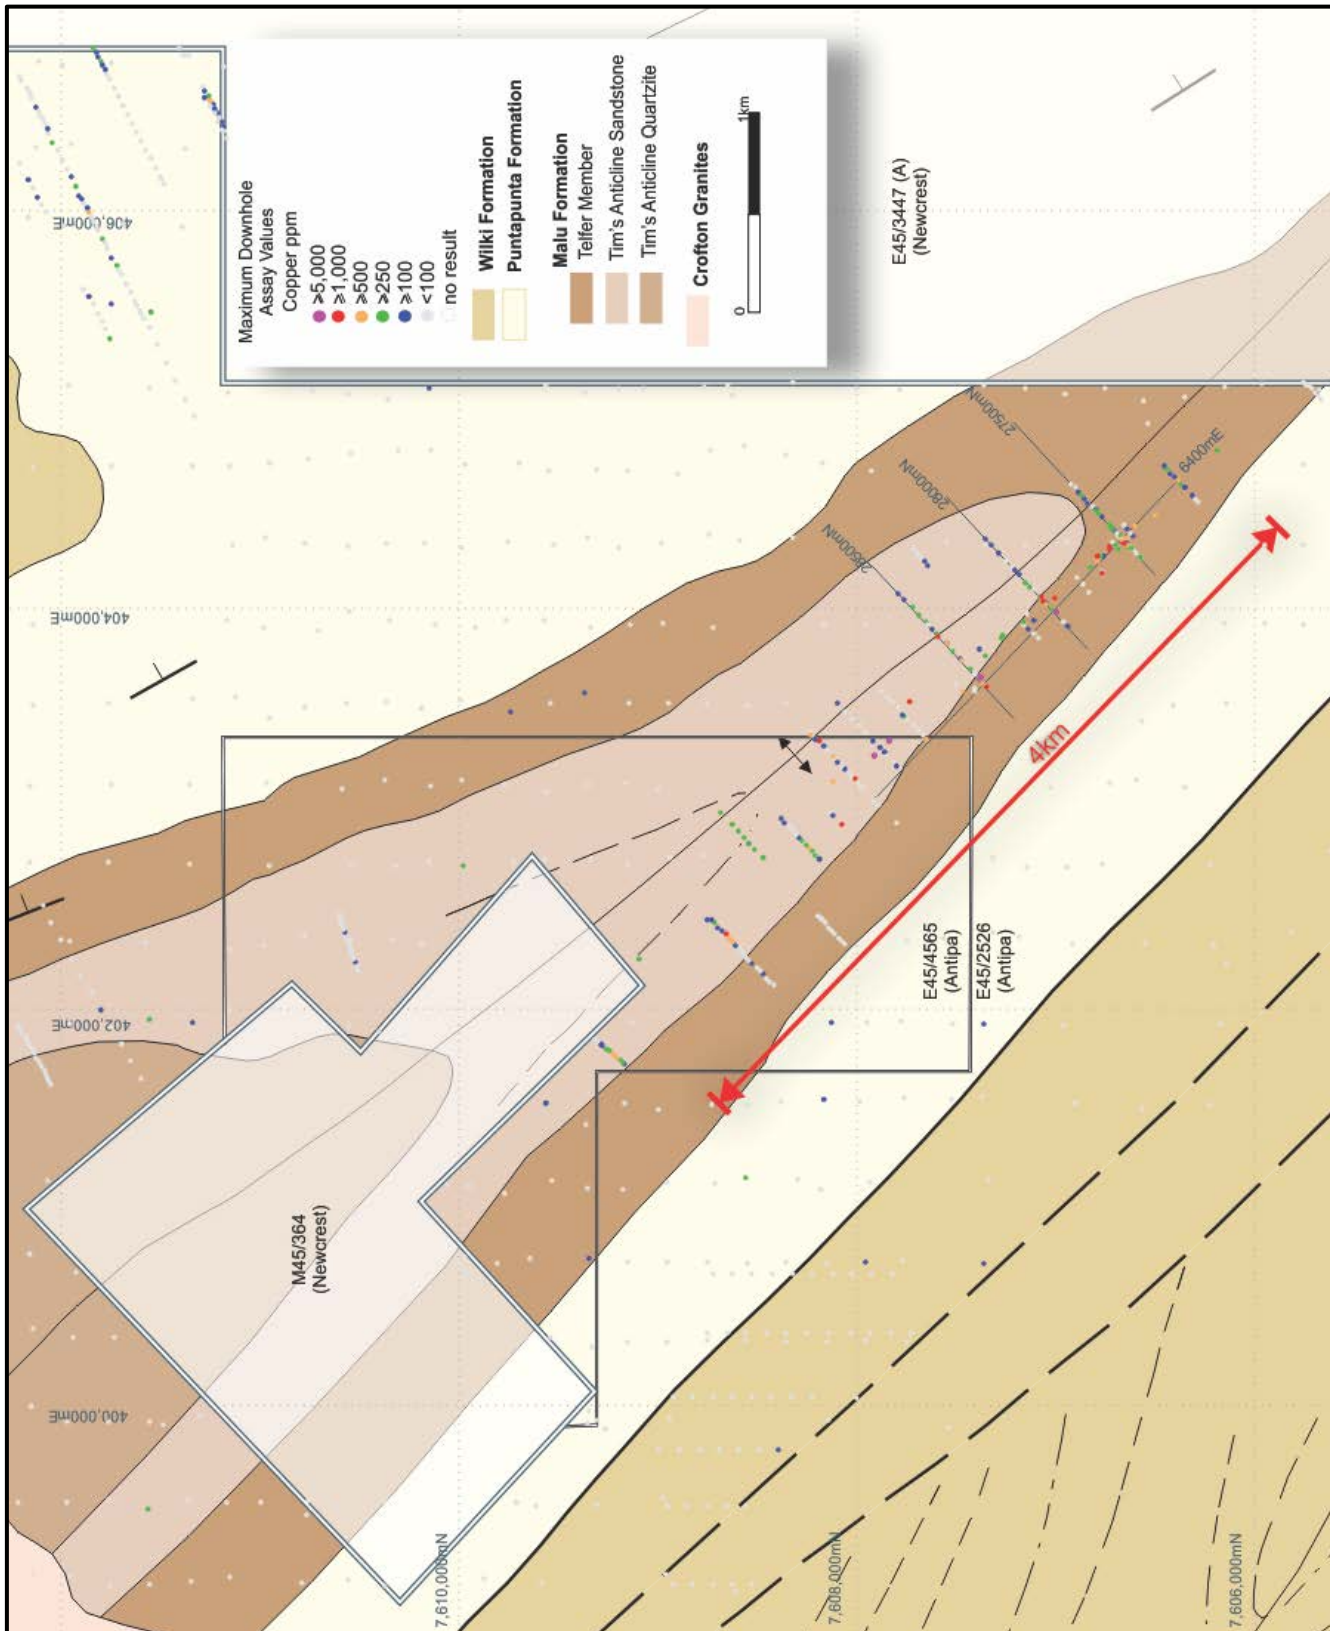 Maximum Downhole
Assay Values
Copper ppm
≥5,000
≥1,000
≥500
≥250
≥100
<100
no result
Wilki Formation
Puntapunta Formation
Malu Formation
Telfer Member
Tim's Anticline Sandstone
Tim's Anticline Quartzite
Crofton Granites
0
1km
E45/3447 (A)
(Newcrest)
406,000mE
404,000mE
402,000mE
400,000mE
27500mN
28000mN
28500mN
6400mE
4km
E45/4565
(Antipa)
E45/2526
(Antipa)
M45/364
(Newcrest)
7,610,000mN
7,608,000mN
7,606,000mN